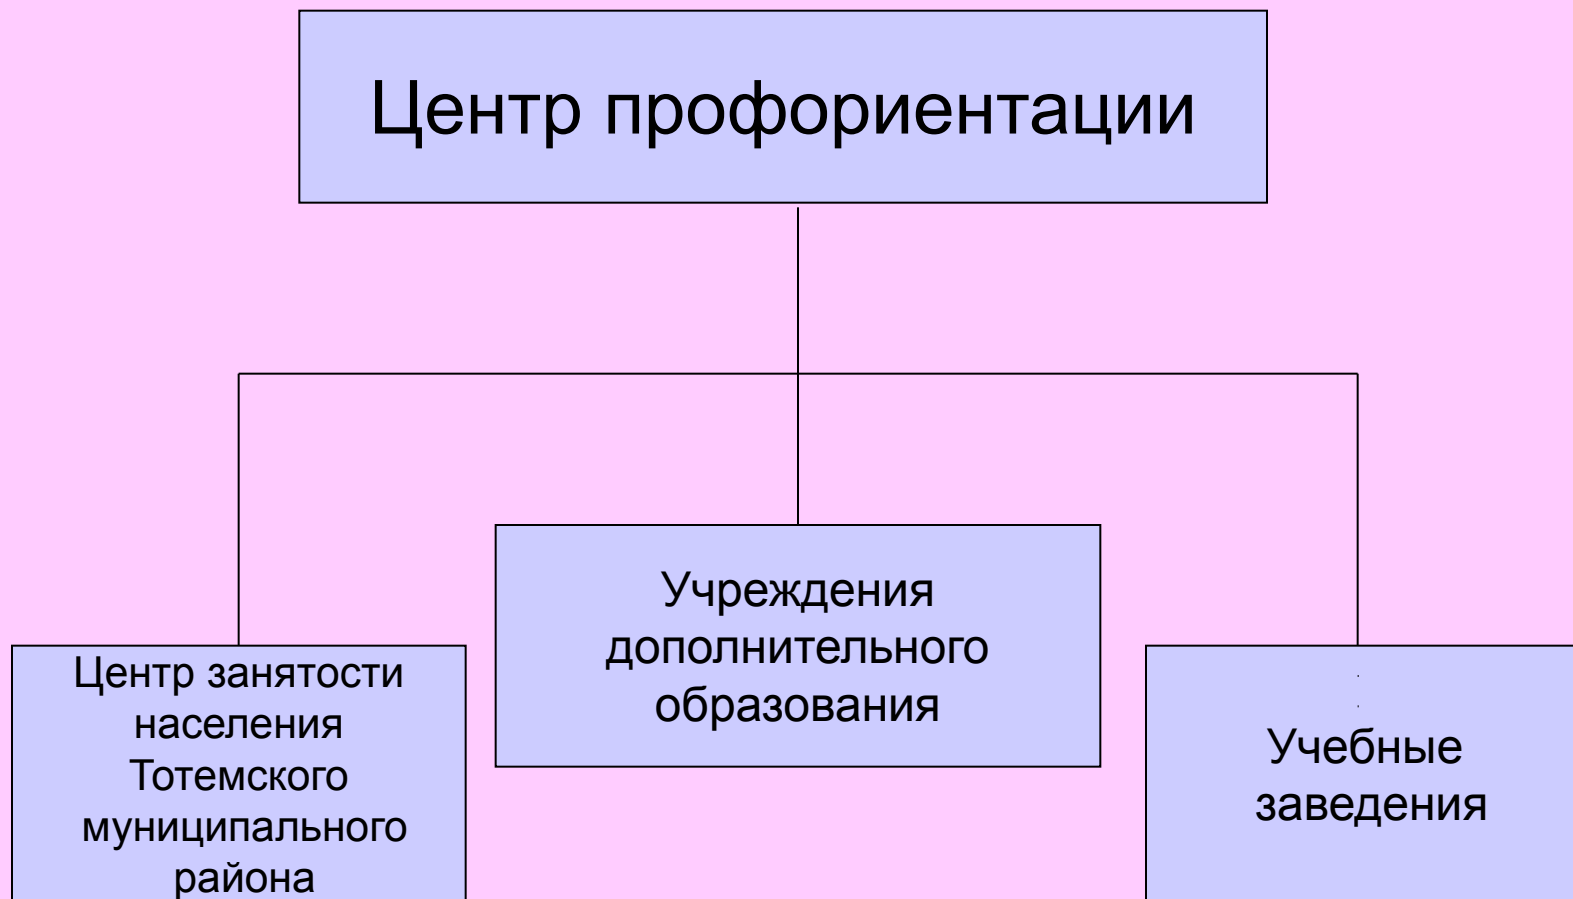 Центр профориентации
Учреждения
дополнительного
образования
Центр занятости
населения
Тотемского
муниципального
района
.
.
Учебные
заведения